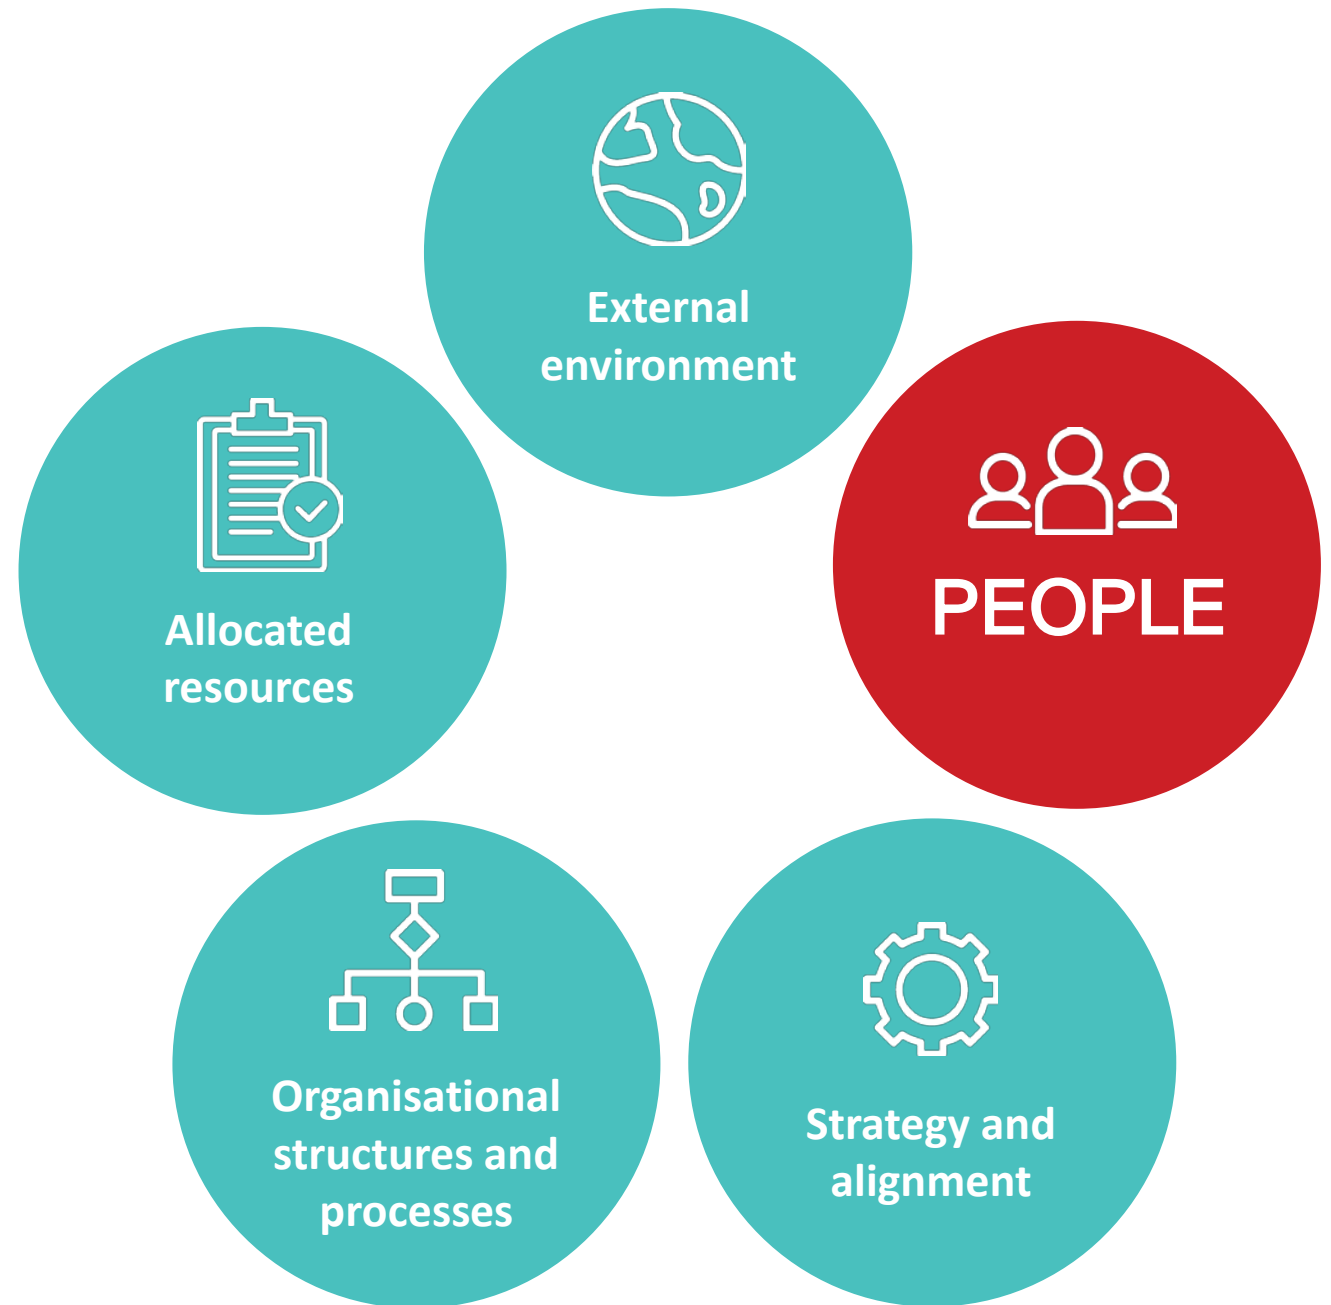 External
environment
PEOPLE
Allocated
resources
Organisational
structures and
processes
Strategy and
alignment